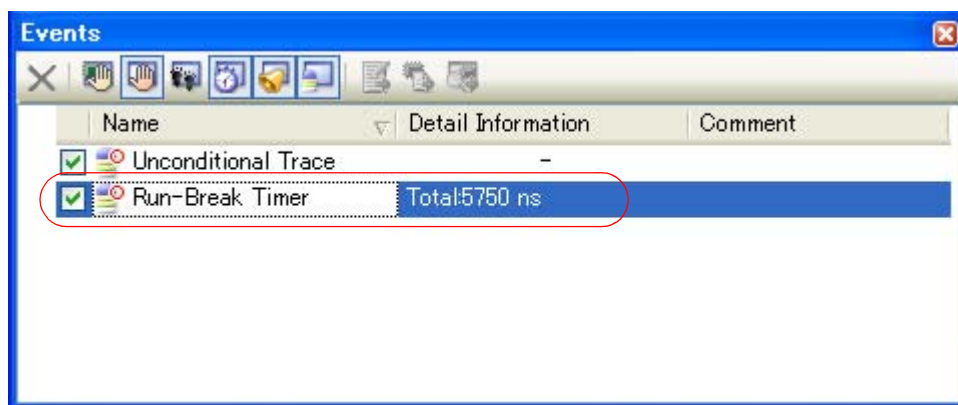 Events
Name Detail Information Comment
Unconditional Trace -
Run-Break Timer Total:5750 ns